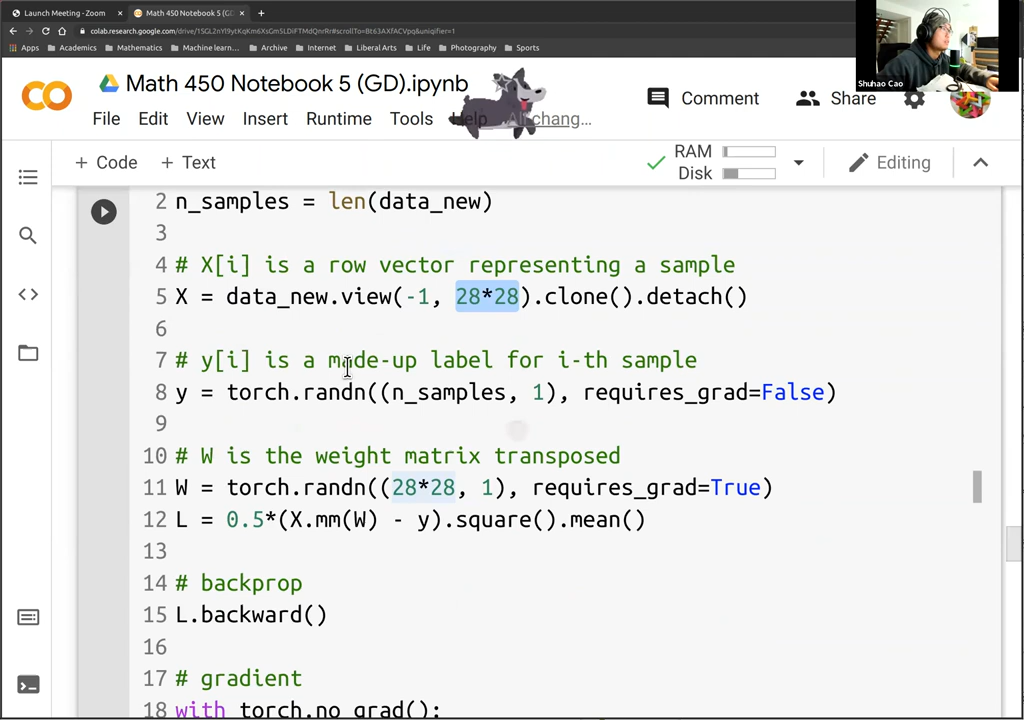 Launch Meeting - Zoom
Math 450 Notebook 5 (GD
Apps Academics Mathematics Machine learn... Archive Internet Liberal Arts Life Photography Sports
Shuhao Cao
Math 450 Notebook 5 (GD).ipynb
Comment Share
File Edit View Insert Runtime Tools Help All chang...
+ Code + Text
RAM
Disk
Editing
2 n_samples = len(data_new)
3
4 # X[i] is a row vector representing a sample
5 X = data_new.view(-1, 28*28).clone().detach()
6
7 # y[i] is a made-up label for i-th sample
8 y = torch.randn((n_samples, 1), requires_grad=False)
9
10 # W is the weight matrix transposed
11 W = torch.randn((28*28, 1), requires_grad=True)
12 L = 0.5*(X.mm(W) - y).square().mean()
13
14 # backprop
15 L.backward()
16
17 # gradient
18 with torch.no_grad():